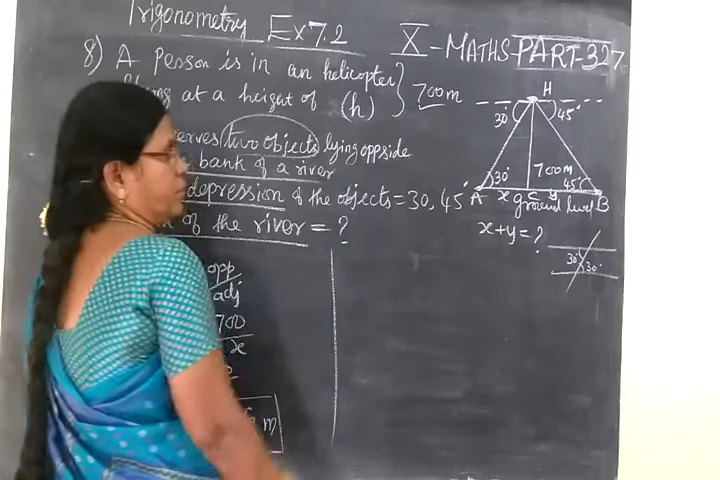 Trigonometry Ex 7.2
X - MATHS PART-327
8) A Person is in an helicopter
at a height of (h) } 700m
two objects lying oppside
bank of a river
depression of the objects = 30, 45°
of the river = ?
H
30° 45°
30° 700m 45°
A x C y B
ground level
x+y = ?
30°
30°
opp
adj
700
x
m